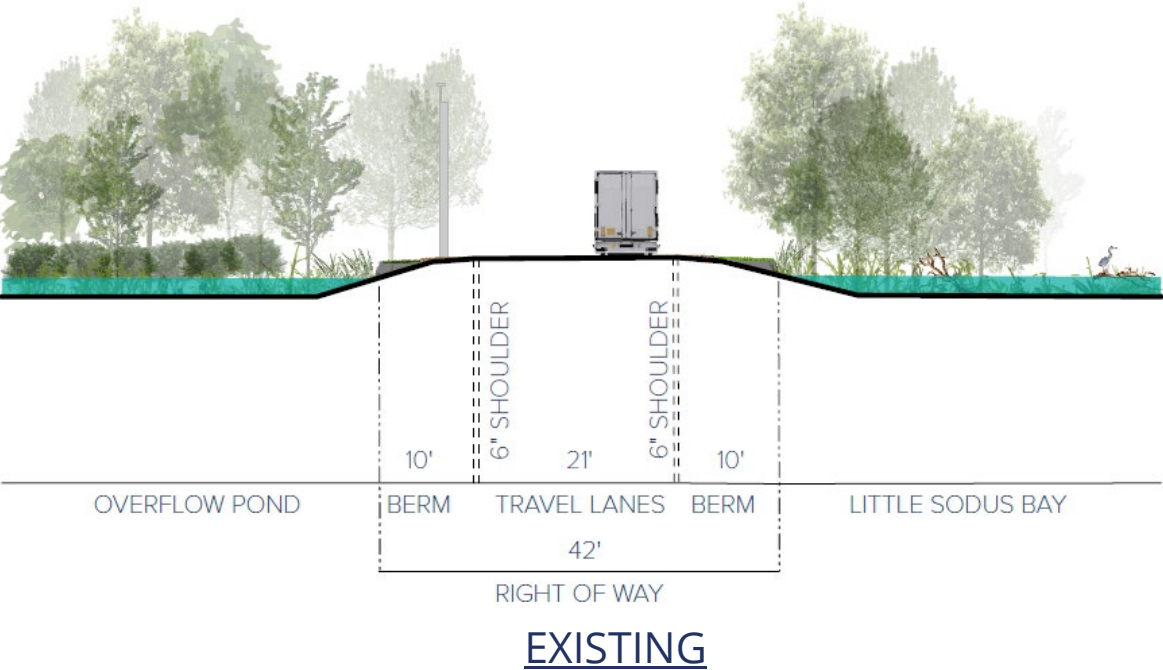 6" SHOULDER
6" SHOULDER
10'
21'
10'
OVERFLOW POND
BERM
TRAVEL LANES
BERM
LITTLE SODUS BAY
42'
RIGHT OF WAY
EXISTING